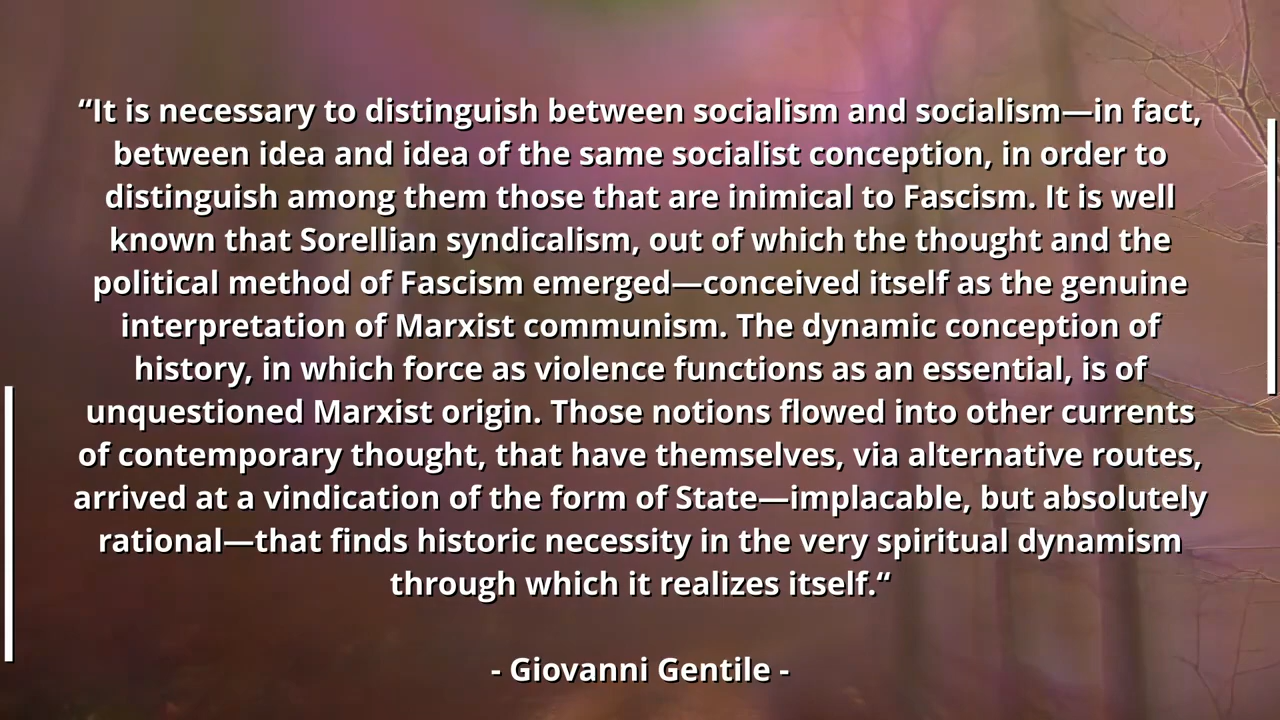 “It is necessary to distinguish between socialism and socialism—in fact,
between idea and idea of the same socialist conception, in order to
distinguish among them those that are inimical to Fascism. It is well
known that Sorellian syndicalism, out of which the thought and the
political method of Fascism emerged—conceived itself as the genuine
interpretation of Marxist communism. The dynamic conception of
history, in which force as violence functions as an essential, is of
unquestioned Marxist origin. Those notions flowed into other currents
of contemporary thought, that have themselves, via alternative routes,
arrived at a vindication of the form of State—implacable, but absolutely
rational—that finds historic necessity in the very spiritual dynamism
through which it realizes itself.“
- Giovanni Gentile -